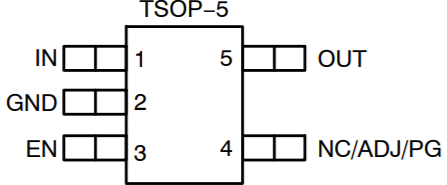 TSOP–5
IN 1 5 OUT
GND 2
EN 3 4 NC/ADJ/PG